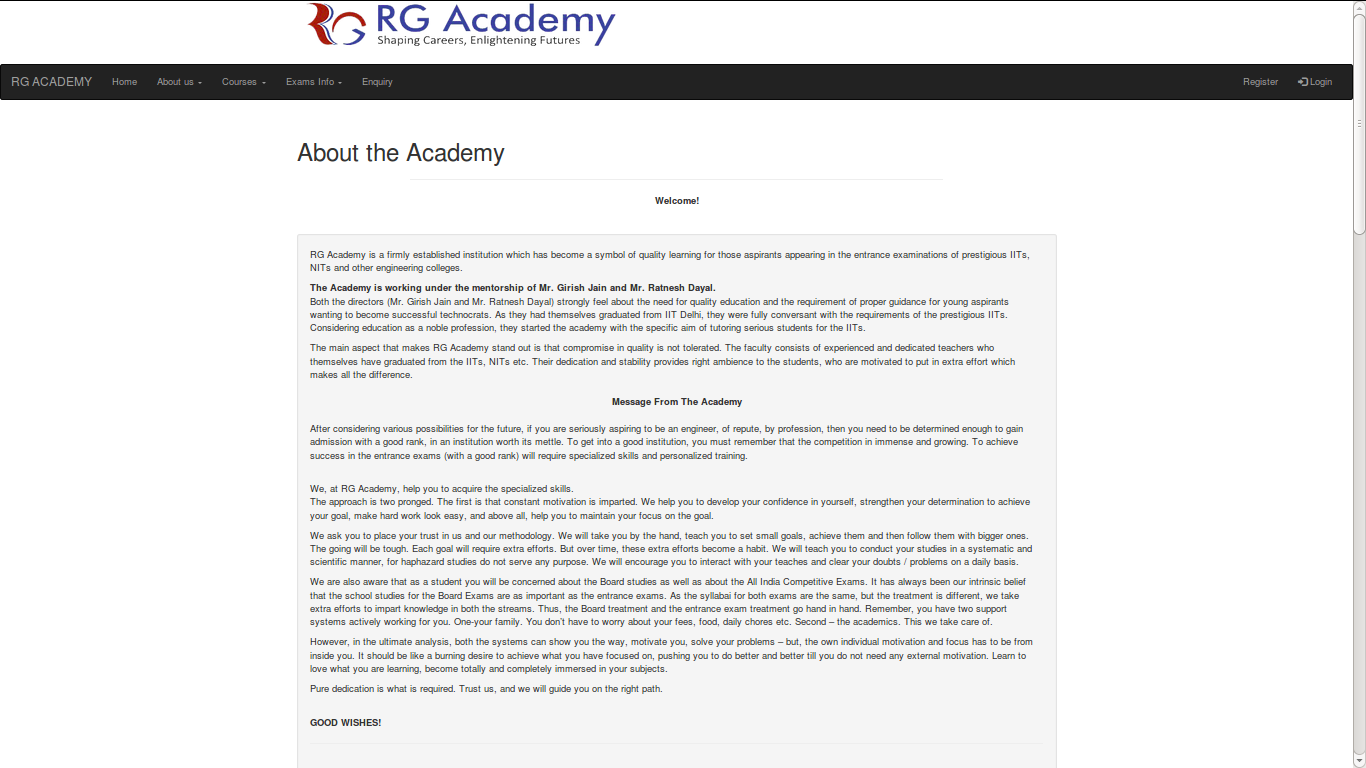 RG Academy
Shaping Careers, Enlightening Futures
RG ACADEMY Home About us Courses Exams Info Enquiry Register Login
About the Academy
Welcome!
RG Academy is a firmly established institution which has become a symbol of quality learning for those aspirants appearing in the entrance examinations of prestigious IITs,
NITs and other engineering colleges.
The Academy is working under the mentorship of Mr. Girish Jain and Mr. Ratnesh Dayal.
Both the directors (Mr. Girish Jain and Mr. Ratnesh Dayal) strongly feel about the need for quality education and the requirement of proper guidance for young aspirants
wanting to become successful technocrats. As they had themselves graduated from IIT Delhi, they were fully conversant with the requirements of the prestigious IITs.
Considering education as a noble profession, they started the academy with the specific aim of tutoring serious students for the IITs.
The main aspect that makes RG Academy stand out is that compromise in quality is not tolerated. The faculty consists of experienced and dedicated teachers who
themselves have graduated from the IITs, NITs etc. Their dedication and stability provides right ambience to the students, who are motivated to put in extra effort which
makes all the difference.
Message From The Academy
After considering various possibilities for the future, if you are seriously aspiring to be an engineer, of repute, by profession, then you need to be determined enough to gain
admission with a good rank, in an institution worth its mettle. To get into a good institution, you must remember that the competition in immense and growing. To achieve
success in the entrance exams (with a good rank) will require specialized skills and personalized training.
We, at RG Academy, help you to acquire the specialized skills.
The approach is two pronged. The first is that constant motivation is imparted. We help you to develop your confidence in yourself, strengthen your determination to achieve
your goal, make hard work look easy, and above all, help you to maintain your focus on the goal.
We ask you to place your trust in us and our methodology. We will take you by the hand, teach you to set small goals, achieve them and then follow them with bigger ones.
The going will be tough. Each goal will require extra efforts. But over time, these extra efforts become a habit. We will teach you to conduct your studies in a systematic and
scientific manner, for haphazard studies do not serve any purpose. We will encourage you to interact with your teaches and clear your doubts / problems on a daily basis.
We are also aware that as a student you will be concerned about the Board studies as well as about the All India Competitive Exams. It has always been our intrinsic belief
that the school studies for the Board Exams are as important as the entrance exams. As the syllabai for both exams are the same, but the treatment is different, we take
extra efforts to impart knowledge in both the streams. Thus, the Board treatment and the entrance exam treatment go hand in hand. Remember, you have two support
systems actively working for you. One-your family. You don't have to worry about your fees, food, daily chores etc. Second – the academics. This we take care of.
However, in the ultimate analysis, both the systems can show you the way, motivate you, solve your problems – but, the own individual motivation and focus has to be from
inside you. It should be like a burning desire to achieve what you have focused on, pushing you to do better and better till you do not need any external motivation. Learn to
love what you are learning, become totally and completely immersed in your subjects.
Pure dedication is what is required. Trust us, and we will guide you on the right path.
GOOD WISHES!